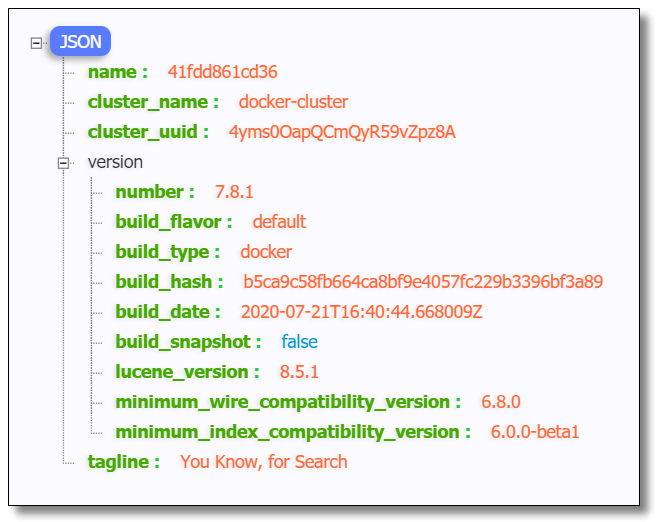 JSON
name : 41fdd861cd36
cluster_name : docker-cluster
cluster_uuid : 4yms0OapQCmQyR59vZpz8A
version
number : 7.8.1
build_flavor : default
build_type : docker
build_hash : b5ca9c58fb664ca8bf9e4057fc229b3396bf3a89
build_date : 2020-07-21T16:40:44.668009Z
build_snapshot : false
lucene_version : 8.5.1
minimum_wire_compatibility_version : 6.8.0
minimum_index_compatibility_version : 6.0.0-beta1
tagline : You Know, for Search